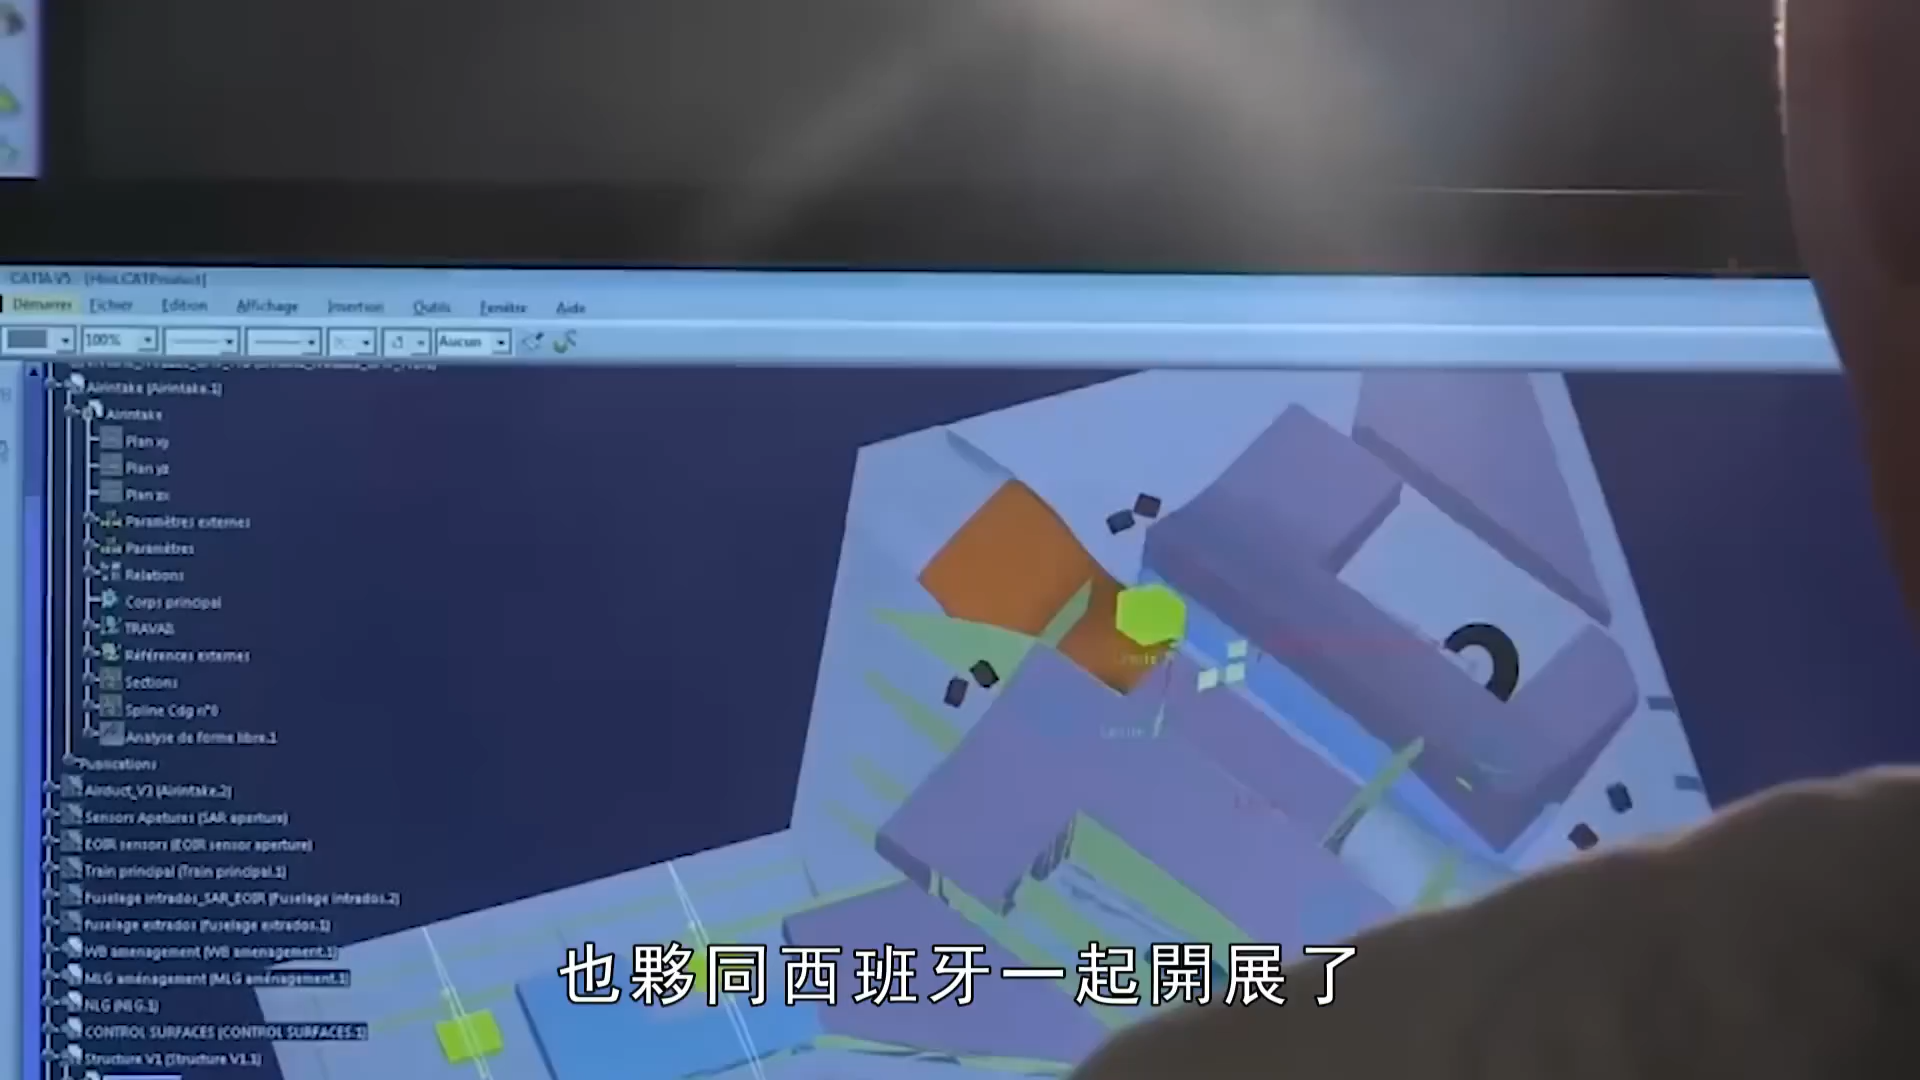 CATIA V5 - [Mini.CATProduct]
Démarrer Fichier Edition Affichage Insertion Outils Fenêtre Aide
100% Aucun
Airintake (Airintake.1)
Airintake
Plan xy
Plan yz
Plan zx
Paramètres externes
Paramètres
Relations
Corps principal
TRAVAIL
Références externes
Sections
Spline Cdg n°0
Analyse de forme libre.1
Publications
Airduct_V3 (Airintake.2)
Sensors Apetures (SAR aperture)
EOIR sensors (EOIR sensor aperture)
Train principal (Train principal.1)
Fuselage intrados_SAR_EOIR (Fuselage intrados.2)
fuselage extrados (fuselage extrados.1)
WB amenagement (WB amenagement.1)
MLG aménagement (MLG aménagement.1)
NLG (NLG.1)
CONTROL SURFACES (CONTROL SURFACES.1)
Structure V1 (Structure V1.1)
也夥同西班牙一起開展了